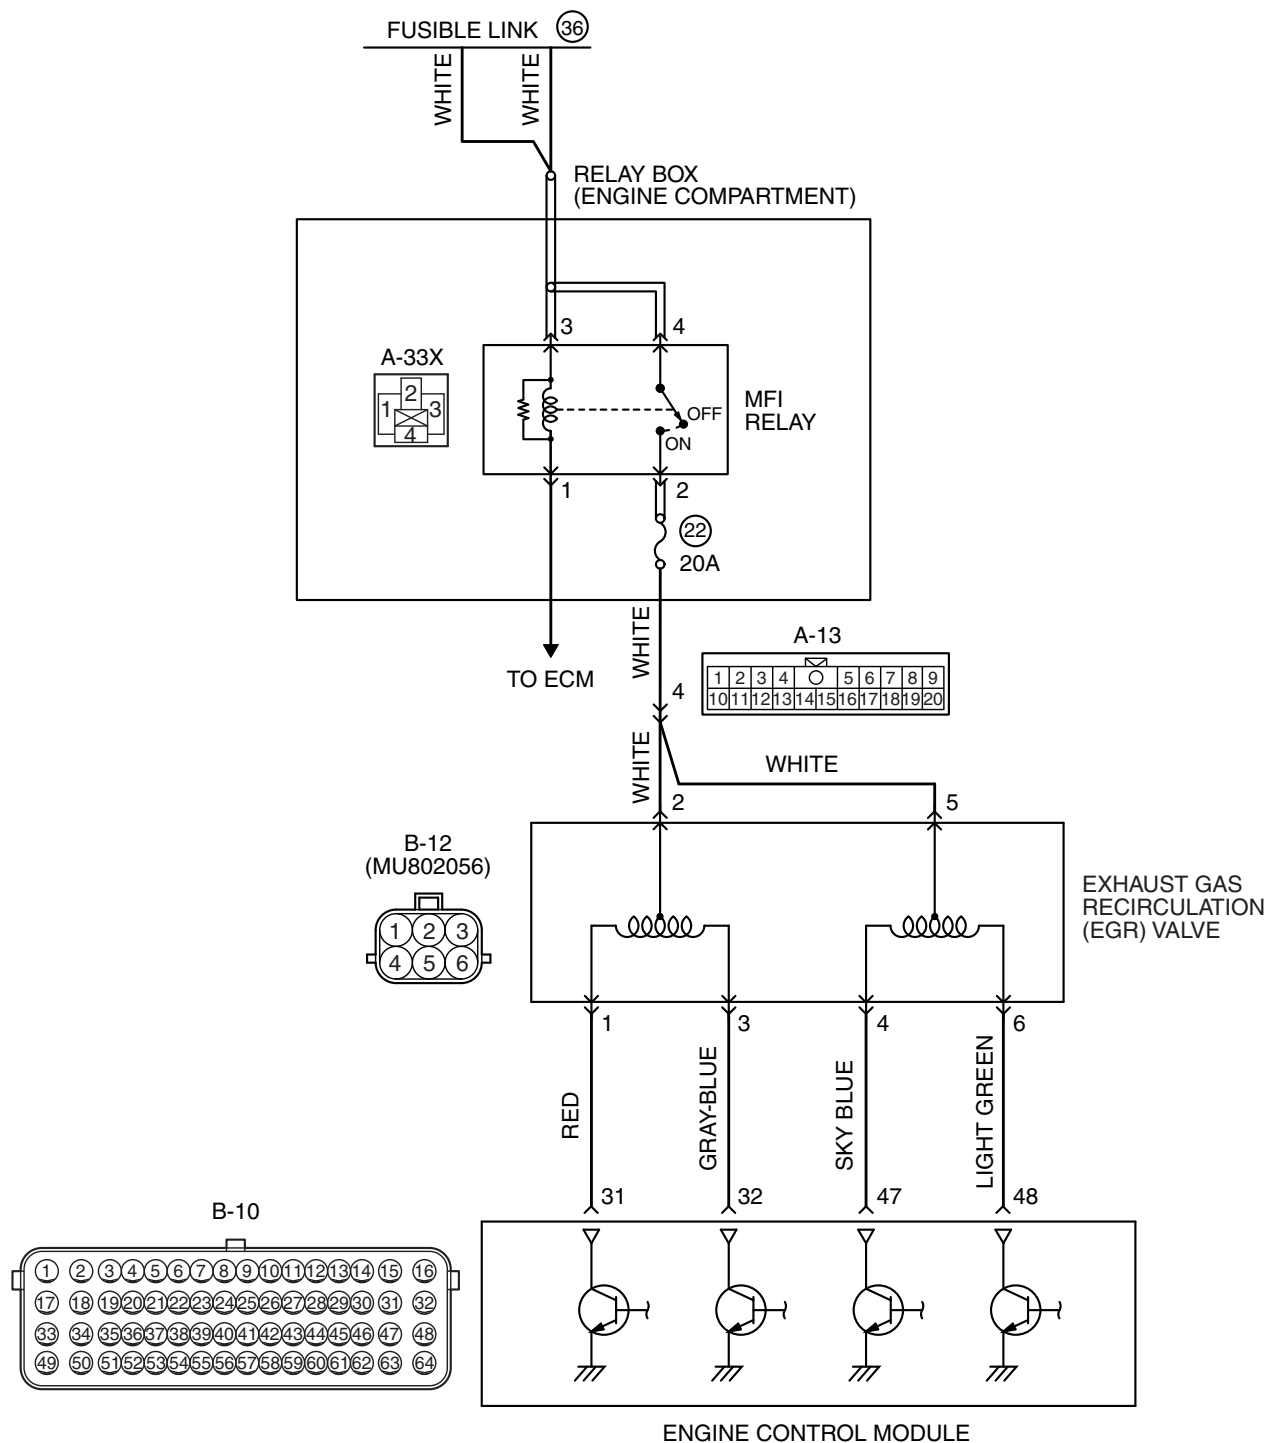 FUSIBLE LINK 36
WHITE
WHITE
RELAY BOX
(ENGINE COMPARTMENT)
3
4
A-33X
2
1
3
4
MFI
RELAY
OFF
ON
1
2
22
20A
WHITE
TO ECM
A-13
1 2 3 4 5 6 7 8 9
10 11 12 13 14 15 16 17 18 19 20
4
WHITE
WHITE
2
5
B-12
(MU802056)
1 2 3
4 5 6
EXHAUST GAS
RECIRCULATION
(EGR) VALVE
1
3
4
6
RED
GRAY-BLUE
SKY BLUE
LIGHT GREEN
31
32
47
48
B-10
1 2 3 4 5 6 7 8 9 10 11 12 13 14 15 16
17 18 19 20 21 22 23 24 25 26 27 28 29 30 31 32
33 34 35 36 37 38 39 40 41 42 43 44 45 46 47 48
49 50 51 52 53 54 55 56 57 58 59 60 61 62 63 64
ENGINE CONTROL MODULE